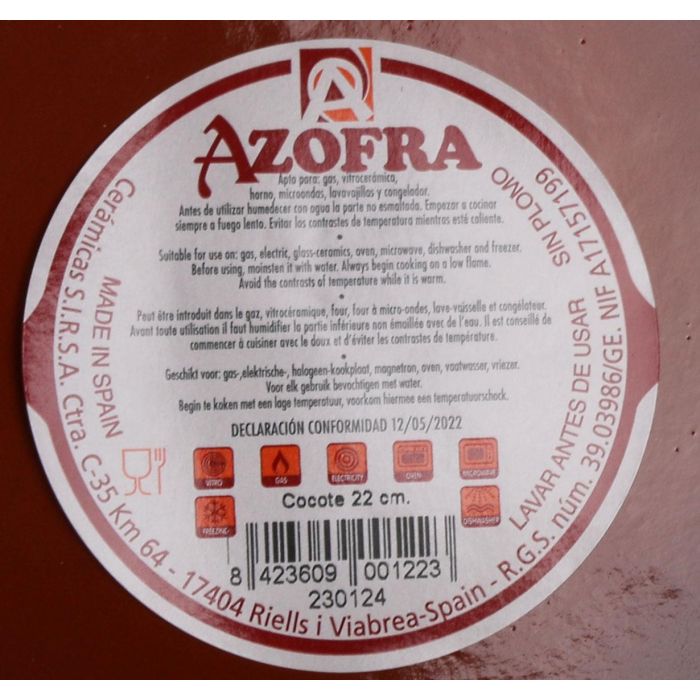 AZOFRA
Apta para: gas, vitrocerámica,
horno, microondas, lavavajillas y congelador.
Antes de utilizar humedecer con agua la parte no esmaltada. Empezar a cocinar
siempre a fuego lento. Evitar los contrastes de temperatura mientras esté caliente.
Suitable for use on: gas, electric, glass-ceramics, oven, microwave, dishwasher and freezer.
Before using, mointen it with water. Always begin cooking on a low flame.
Avoid the contrasts of temperature while it is warm.
Peut être introduit dans le gaz, vitrocéramique, four, four à micro-ondes, lave-vaisselle et congélateur.
Avant toute utilisation il faut humidifier la partie inférieure non émaillée avec de l'eau. Il est conseillé de
commencer à cuisiner avec le doux et d'éviter les contrastes de température.
Geschikt voor: gas-,elektrische-, halogeen-kookplaat, magnetron, oven, vaatwasser, vriezer.
Voor elk gebruik bevochtigen met water.
Begin te koken met een lage temperatuur, voorkom hiermee een temperatuurschock.
DECLARACIÓN CONFORMIDAD 12/05/2022
VITRO
GAS
ELECTRICITY
OVEN
MICROWAVE
FREEZING
DISHWASHER
Cocote 22 cm.
8 423609 001223
230124
MADE IN SPAIN
SIN PLOMO
LAVAR ANTES DE USAR
Cerámicas S.I.R.S.A. Ctra. C-35 Km 64 - 17404 Riells i Viabrea-Spain - R.G.S. núm. 39.03986/GE. NIF A17157199